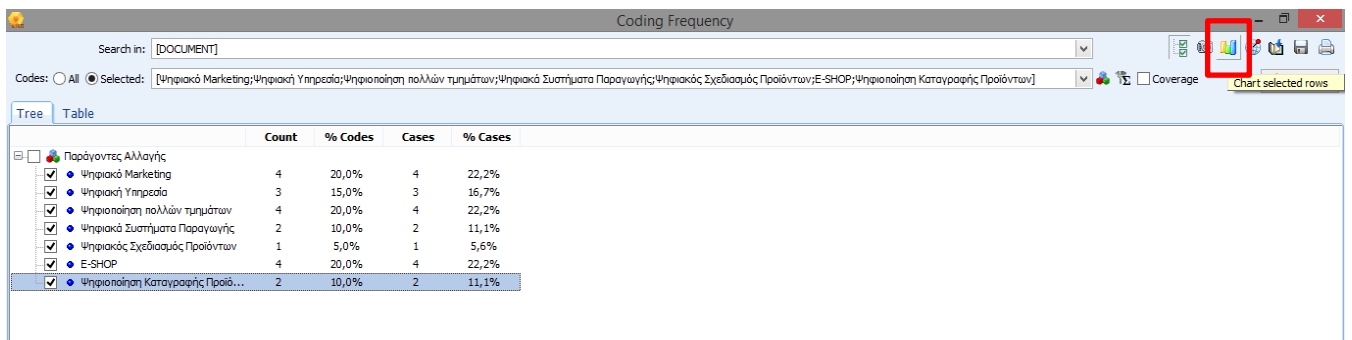 Coding Frequency
Search in: [DOCUMENT]
Codes: All Selected: [Ψηφιακό Marketing;Ψηφιακή Υπηρεσία;Ψηφιοποίηση πολλών τμημάτων;Ψηφιακά Συστήματα Παραγωγής;Ψηφιακός Σχεδιασμός Προϊόντων;E-SHOP;Ψηφιοποίηση Καταγραφής Προϊόντων] Coverage
Chart selected rows
Tree Table
Count % Codes Cases % Cases
Παράγοντες Αλλαγής
Ψηφιακό Marketing 4 20,0% 4 22,2%
Ψηφιακή Υπηρεσία 3 15,0% 3 16,7%
Ψηφιοποίηση πολλών τμημάτων 4 20,0% 4 22,2%
Ψηφιακά Συστήματα Παραγωγής 2 10,0% 2 11,1%
Ψηφιακός Σχεδιασμός Προϊόντων 1 5,0% 1 5,6%
E-SHOP 4 20,0% 4 22,2%
Ψηφιοποίηση Καταγραφής Προϊό... 2 10,0% 2 11,1%